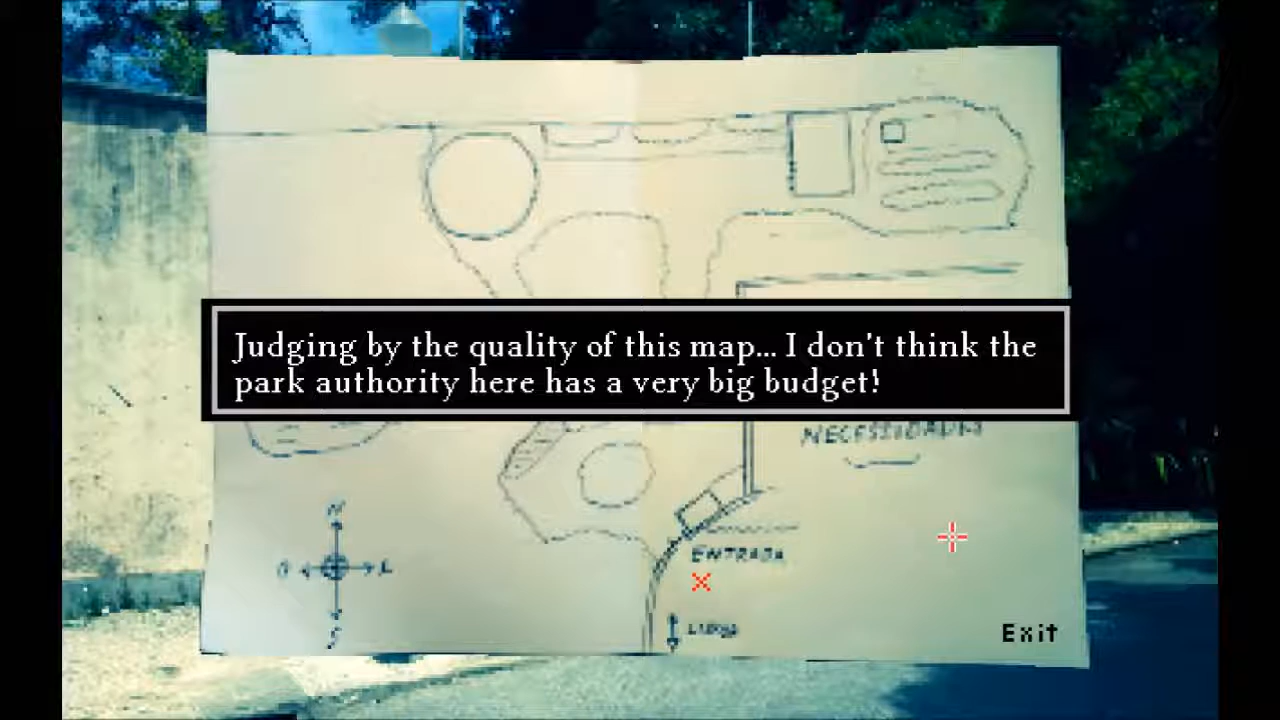 Judging by the quality of this map... I don't think the
park authority here has a very big budget!
NECESSIDADES
N
O
L
S
ENTRADA
Exit